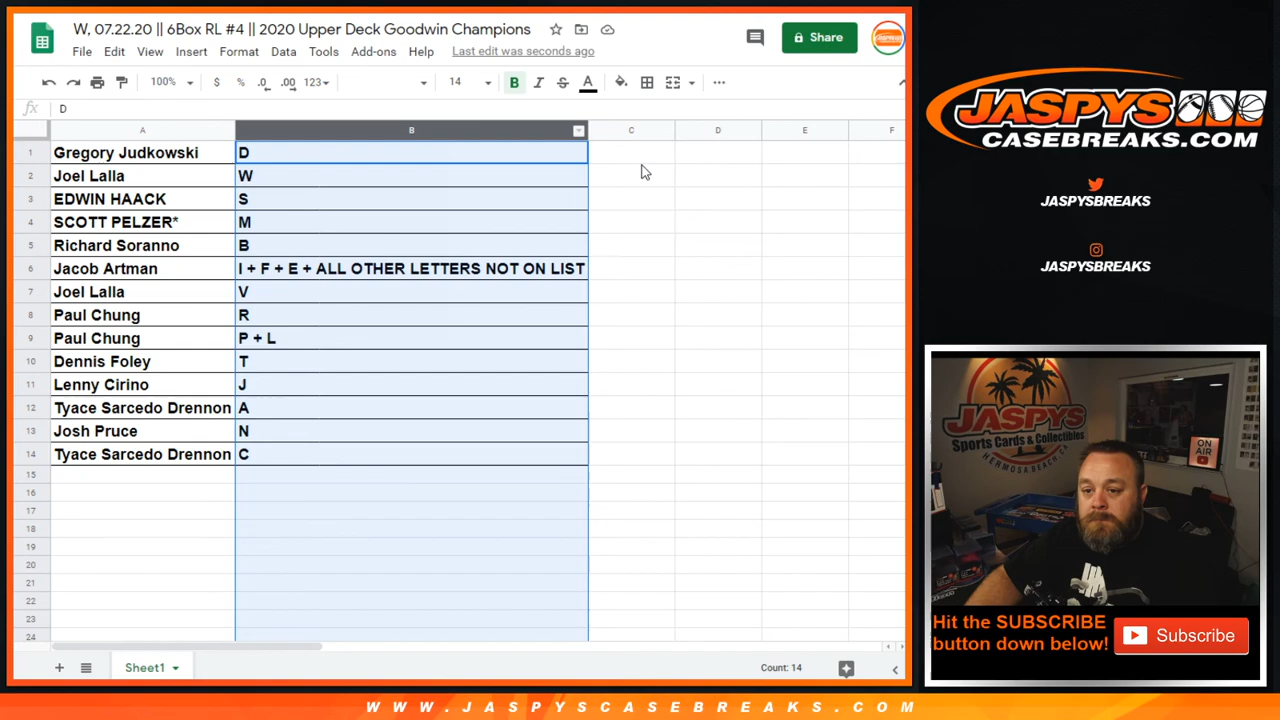 W, 07.22.20 || 6Box RL #4 || 2020 Upper Deck Goodwin Champions
Share
File Edit View Insert Format Data Tools Add-ons Help Last edit was seconds ago
100% $ % .0 .00 123 14 B I S A
fx D
A B C D E F
1 Gregory Judkowski D
2 Joel Lalla W
3 EDWIN HAACK S
4 SCOTT PELZER* M
5 Richard Soranno B
6 Jacob Artman I + F + E + ALL OTHER LETTERS NOT ON LIST
7 Joel Lalla V
8 Paul Chung R
9 Paul Chung P + L
10 Dennis Foley T
11 Lenny Cirino J
12 Tyace Sarcedo Drennon A
13 Josh Pruce N
14 Tyace Sarcedo Drennon C
15
16
17
18
19
20
21
22
23
24
Sheet1
Count: 14
JASPYS
CASEBREAKS.COM
JASPYSBREAKS
JASPYSBREAKS
JASPYS
Sports Cards & Collectibles
HERMOSA BEACH, CA
ON
AIR
Hit the SUBSCRIBE
button down below!
Subscribe
WWW.JASPYSCASEBREAKS.COM